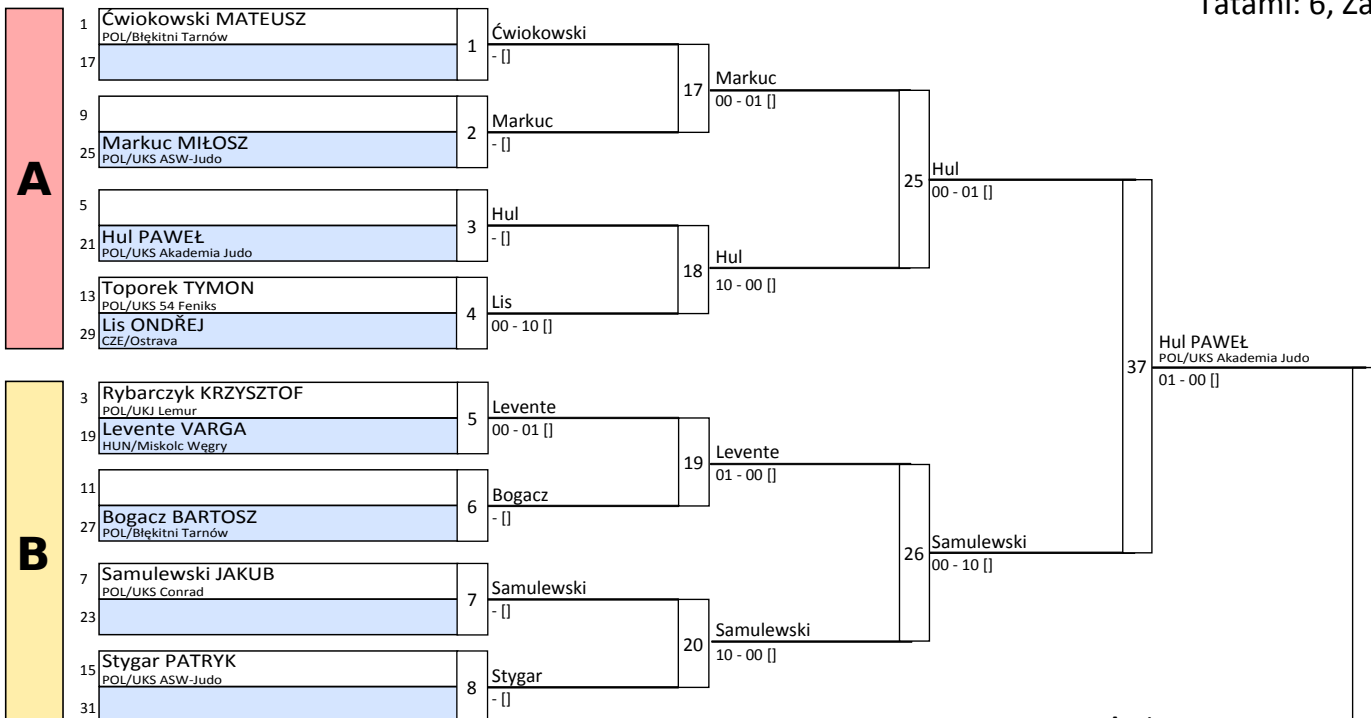 Tatami: 6, Za
A
1 Ćwiokowski MATEUSZ
POL/Błękitni Tarnów
17
1
Ćwiokowski
- []
9
25 Markuc MIŁOSZ
POL/UKS ASW-Judo
2
Markuc
- []
17
Markuc
00 - 01 []
5
21 Hul PAWEŁ
POL/UKS Akademia Judo
3
Hul
- []
13 Toporek TYMON
POL/UKS 54 Feniks
29 Lis ONDŘEJ
CZE/Ostrava
4
Lis
00 - 10 []
18
Hul
10 - 00 []
25
Hul
00 - 01 []
B
3 Rybarczyk KRZYSZTOF
POL/UKJ Lemur
19 Levente VARGA
HUN/Miskolc Węgry
5
Levente
00 - 01 []
11
27 Bogacz BARTOSZ
POL/Błękitni Tarnów
6
Bogacz
- []
19
Levente
01 - 00 []
7 Samulewski JAKUB
POL/UKS Conrad
23
7
Samulewski
- []
15 Stygar PATRYK
POL/UKS ASW-Judo
31
8
Stygar
- []
20
Samulewski
10 - 00 []
26
Samulewski
00 - 10 []
37
Hul PAWEŁ
POL/UKS Akademia Judo
01 - 00 []